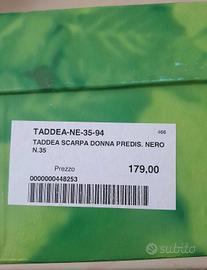 TADDEA-NE-35-94
466
TADDEA SCARPA DONNA PREDIS. NERO
N.35
Prezzo 179,00
0000000448253
subito